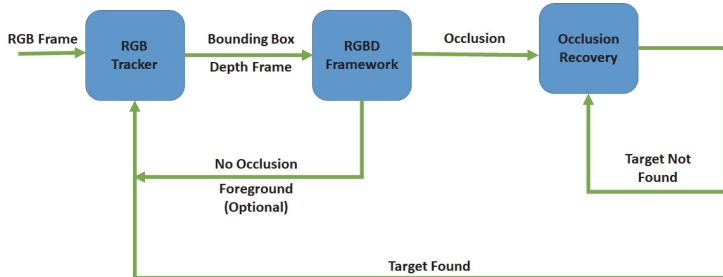 RGB Frame
RGB
Tracker
Bounding Box
Depth Frame
RGBD
Framework
Occlusion
Occlusion
Recovery
No Occlusion
Foreground
(Optional)
Target Not
Found
Target Found